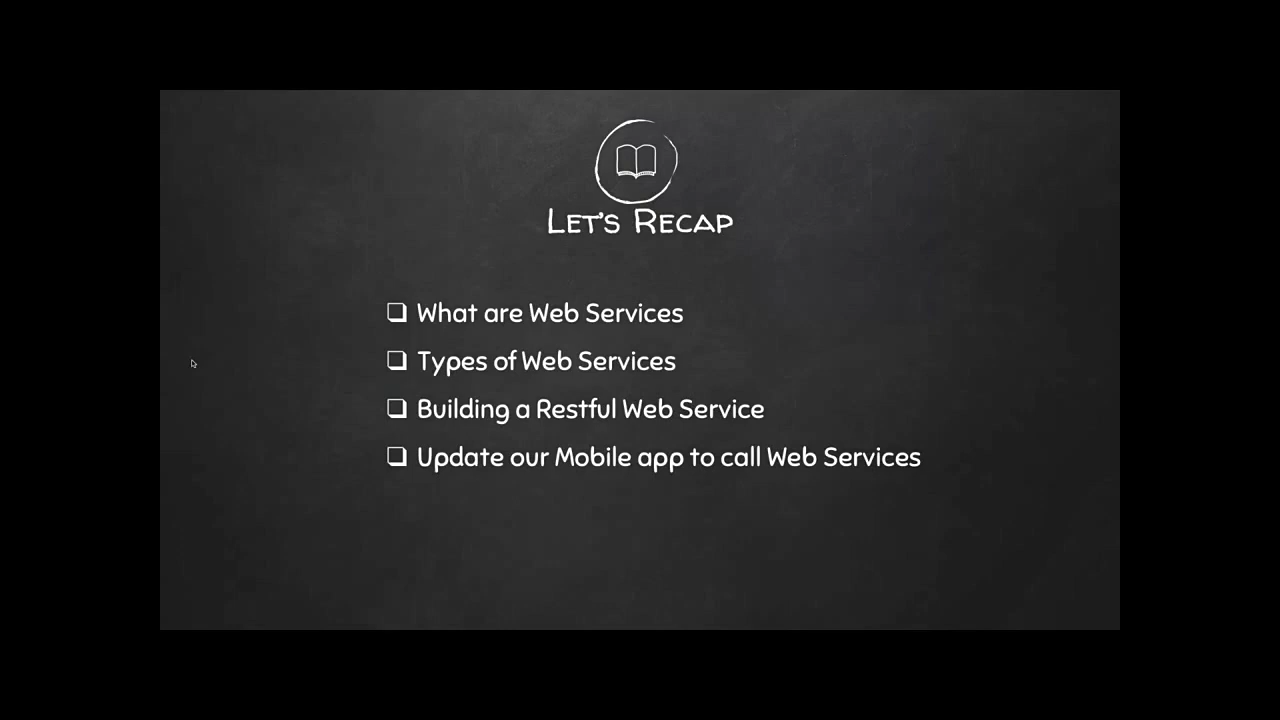 Let's Recap
What are Web Services
Types of Web Services
Building a Restful Web Service
Update our Mobile app to call Web Services